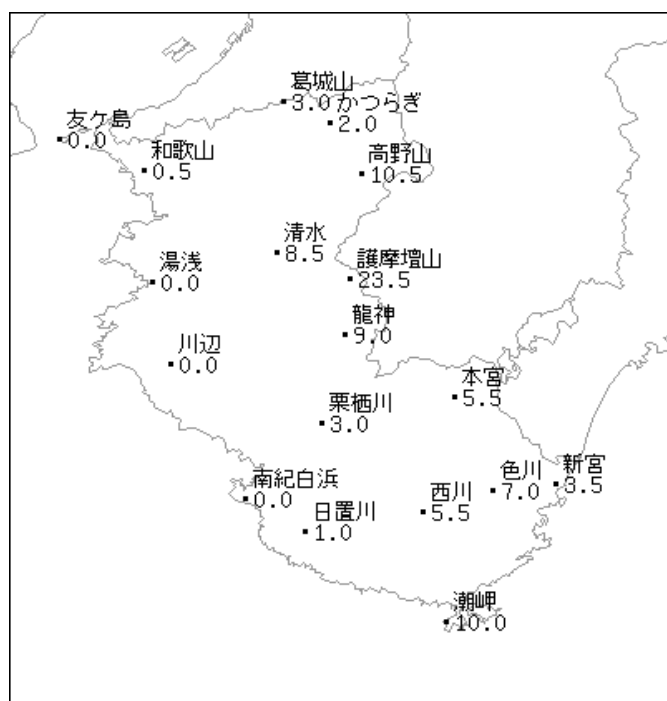 葛城山
3.0
かつらぎ
2.0
友ケ島
0.0
和歌山
0.5
高野山
10.5
清水
8.5
湯浅
0.0
護摩壇山
23.5
龍神
9.0
川辺
0.0
本宮
5.5
栗栖川
3.0
南紀白浜
0.0
日置川
1.0
西川
5.5
色川
7.0
新宮
3.5
潮岬
10.0